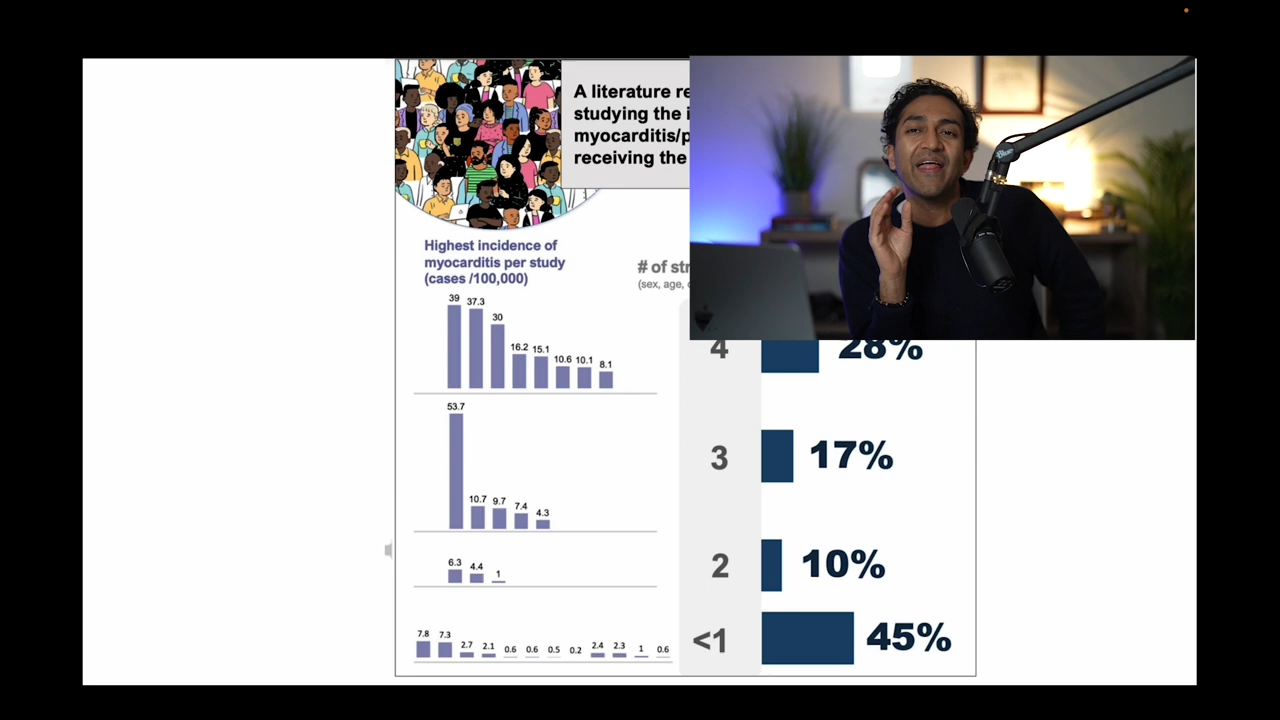 A literature
studying the
receiving the
Highest incidence of
myocarditis per study
(cases /100,000)
# of
(sex, age,
39 37.3 30 16.2 15.1 10.6 10.1 8.1
4 28%
53.7 10.7 9.7 7.4 4.3
3 17%
6.3 4.4 1
2 10%
7.8 7.3 2.7 2.1 0.6 0.6 0.5 0.2 2.4 2.3 1 0.6
<1 45%